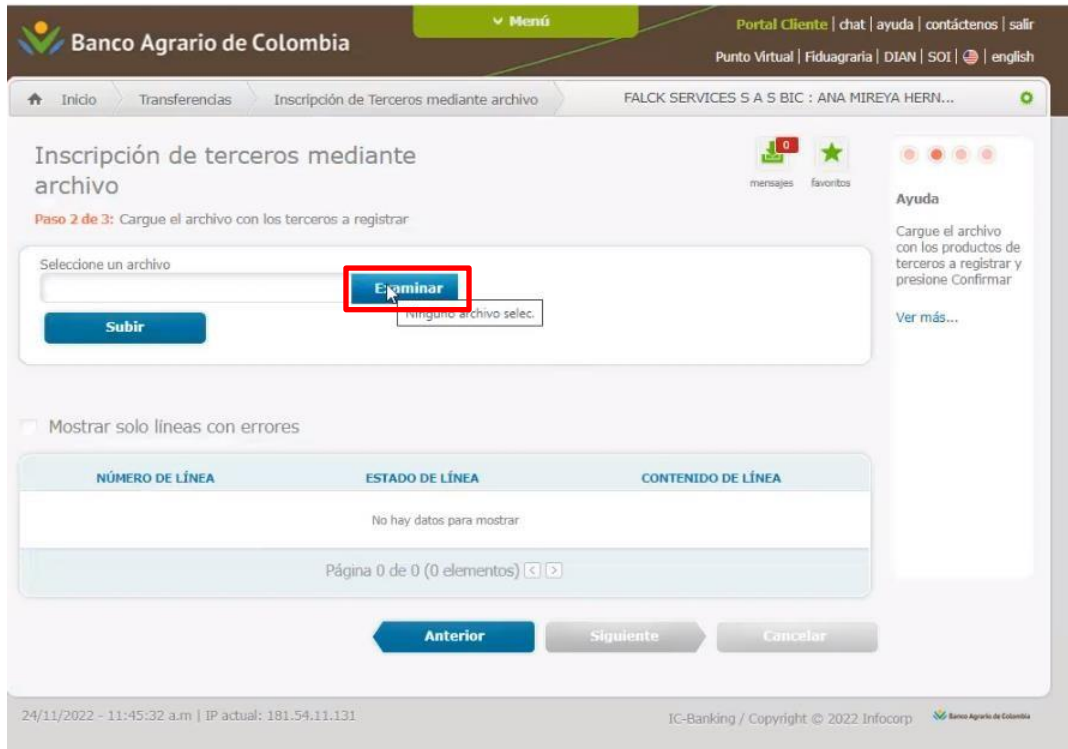 Menú
Banco Agrario de Colombia
Portal Cliente | chat | ayuda | contáctenos | salir
Punto Virtual | Fiduagraria | DIAN | SOI | english
Inicio Transferencias Inscripción de Terceros mediante archivo FALCK SERVICES S A S BIC : ANA MIREYA HERN...
Inscripción de terceros mediante
archivo
0
mensajes favoritos
Paso 2 de 3: Cargue el archivo con los terceros a registrar
Ayuda
Cargue el archivo
con los productos de
terceros a registrar y
presione Confirmar
Ver más...
Seleccione un archivo
Examinar
Ninguno archivo selec.
Subir
Mostrar solo líneas con errores
NÚMERO DE LÍNEA ESTADO DE LÍNEA CONTENIDO DE LÍNEA
No hay datos para mostrar
Página 0 de 0 (0 elementos) < >
Anterior Siguiente Cancelar
24/11/2022 - 11:45:32 a.m | IP actual: 181.54.11.131
IC-Banking / Copyright © 2022 Infocorp Banco Agrario de Colombia